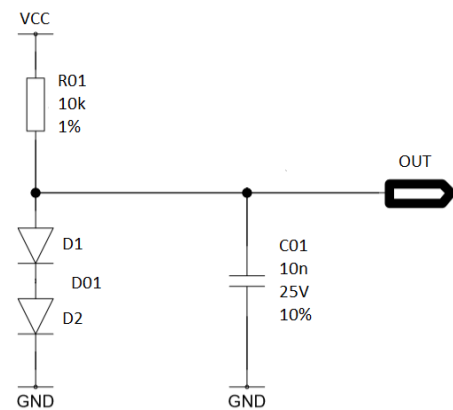 VCC
R01
10k
1%
OUT
D1
D01
D2
C01
10n
25V
10%
GND
GND